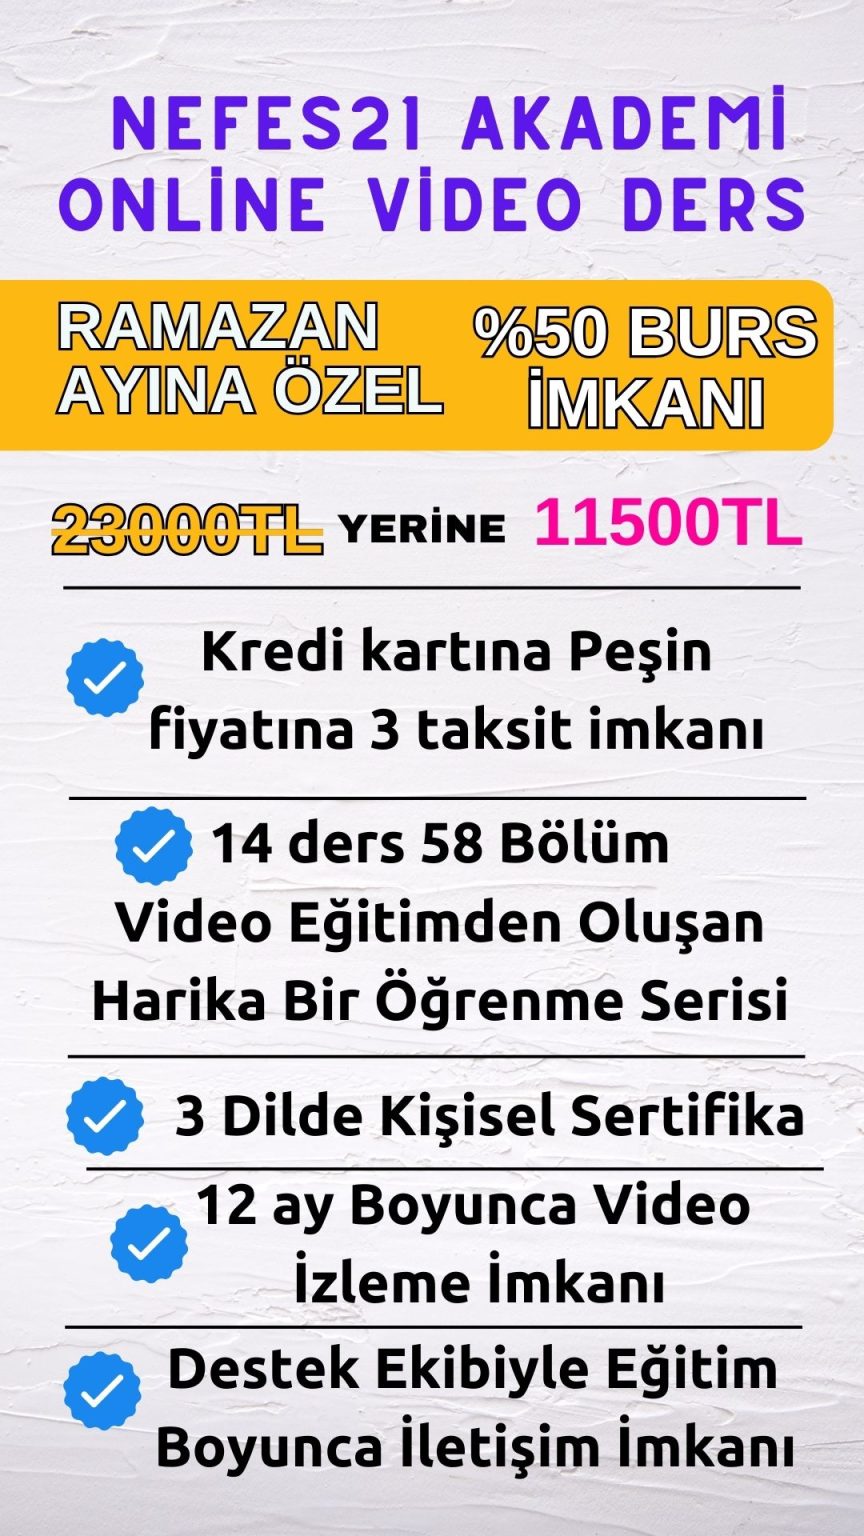 NEFES21 AKADEMİ
ONLİNE VİDEO DERS
RAMAZAN
AYINA ÖZEL
%50 BURS
İMKANI
23000TL YERİNE 11500TL
Kredi kartına Peşin
fiyatına 3 taksit imkanı
14 ders 58 Bölüm
Video Eğitimden Oluşan
Harika Bir Öğrenme Serisi
3 Dilde Kişisel Sertifika
12 ay Boyunca Video
İzleme İmkanı
Destek Ekibiyle Eğitim
Boyunca İletişim İmkanı